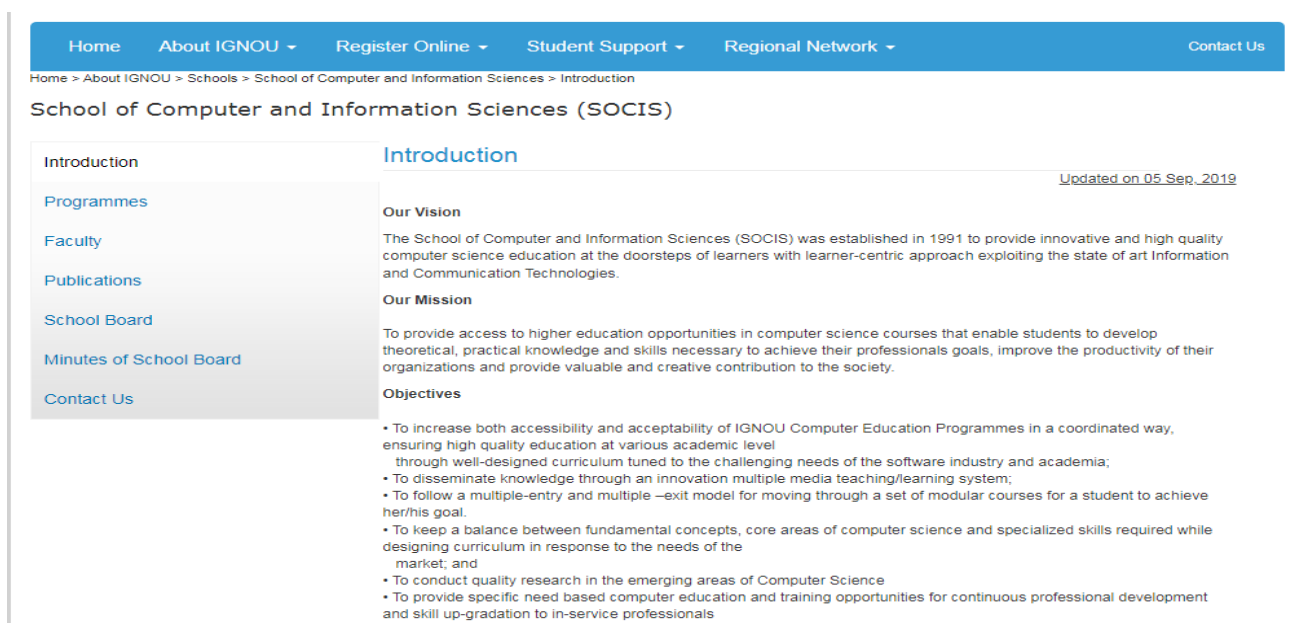 Home About IGNOU Register Online Student Support Regional Network Contact Us
Home > About IGNOU > Schools > School of Computer and Information Sciences > Introduction
School of Computer and Information Sciences (SOCIS)
Introduction
Programmes
Faculty
Publications
School Board
Minutes of School Board
Contact Us
Introduction
Updated on 05 Sep, 2019
Our Vision
The School of Computer and Information Sciences (SOCIS) was established in 1991 to provide innovative and high quality
computer science education at the doorsteps of learners with learner-centric approach exploiting the state of art Information
and Communication Technologies.
Our Mission
To provide access to higher education opportunities in computer science courses that enable students to develop
theoretical, practical knowledge and skills necessary to achieve their professionals goals, improve the productivity of their
organizations and provide valuable and creative contribution to the society.
Objectives
• To increase both accessibility and acceptability of IGNOU Computer Education Programmes in a coordinated way,
ensuring high quality education at various academic level
through well-designed curriculum tuned to the challenging needs of the software industry and academia;
• To disseminate knowledge through an innovation multiple media teaching/learning system;
• To follow a multiple-entry and multiple –exit model for moving through a set of modular courses for a student to achieve
her/his goal.
• To keep a balance between fundamental concepts, core areas of computer science and specialized skills required while
designing curriculum in response to the needs of the
market; and
• To conduct quality research in the emerging areas of Computer Science
• To provide specific need based computer education and training opportunities for continuous professional development
and skill up-gradation to in-service professionals